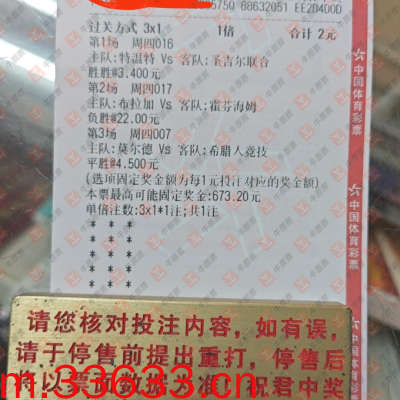 575Q 88632051 EE2D400D
过关方式 3x1 1倍 合计 2元
第1场 周四016
主队:特温特 Vs 客队:圣吉尔联合
胜胜@3.400元
第2场 周四017
主队:布拉加 Vs 客队:霍芬海姆
负胜@22.00元
第3场 周四007
主队:莫尔德 Vs 客队:希腊人竞技
平胜@4.500元
(选项固定奖金额为每1元投注对应的奖金额)
本票最高可能固定奖金:673.20元
单倍注数:3x1*1注;共1注
中国体育彩票
中国体育彩票
请您核对投注内容，如有误，
请于停售前提出重打，停售后
将以票面数据为准！祝君中奖
m.33633.cn